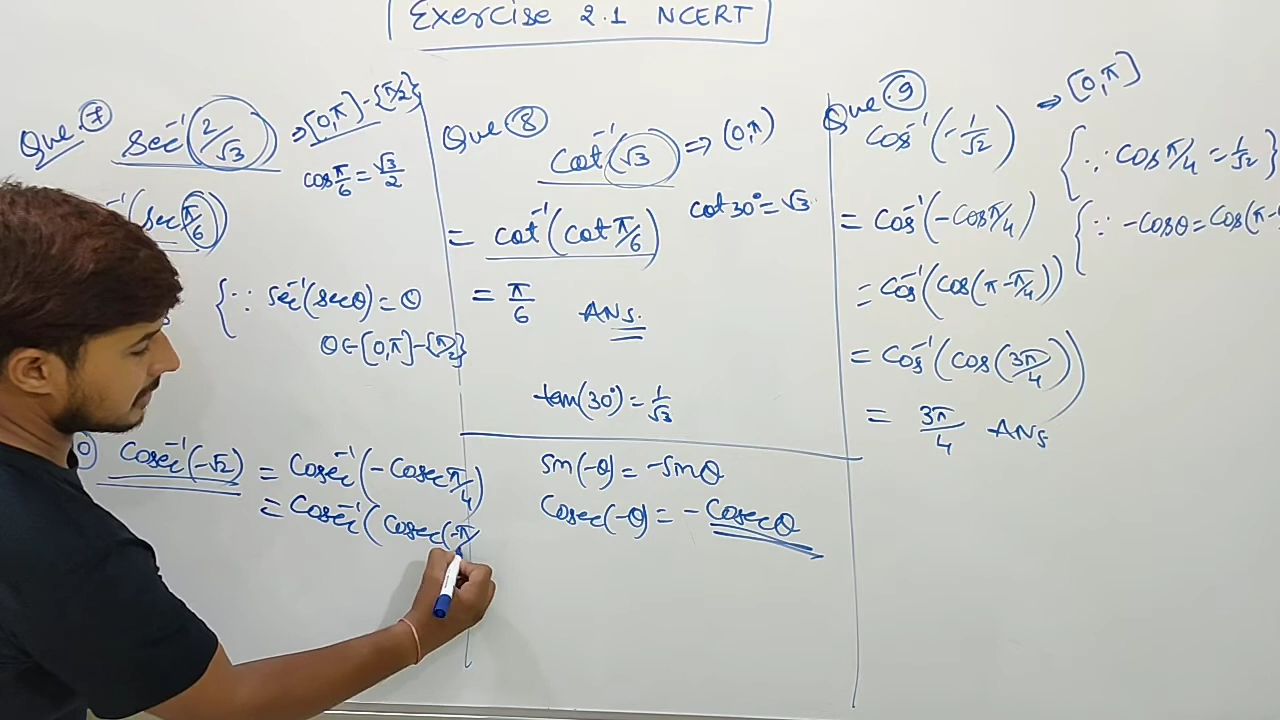 Exercise 2.1 NCERT
Que. 7 sec⁻¹(2/√3) ⇒ [0,π]-{π/2}
cos π/6 = √3/2
⁻¹(sec π/6)
{∵ sec⁻¹(secθ) = θ
θ∈[0,π]-{π/2}
Cosec⁻¹(-√2) = Cosec⁻¹(-Cosec π/4)
= Cosec⁻¹(Cosec(-π/
Que 8 cot⁻¹(√3) ⇒ (0,π)
cot30° = √3
= cot⁻¹(cot π/6)
= π/6 ANS.
tan(30°) = 1/√3
sin(-θ) = -sinθ
Cosec(-θ) = -Cosecθ
Que. 9 cos⁻¹(-1/√2) ⇒ [0,π]
{∵ cos π/4 = 1/√2}
= cos⁻¹(-cos π/4)
{∵ -cosθ = cos(π-
= cos⁻¹(cos(π-π/4))
= cos⁻¹(cos(3π/4))
= 3π/4 ANS